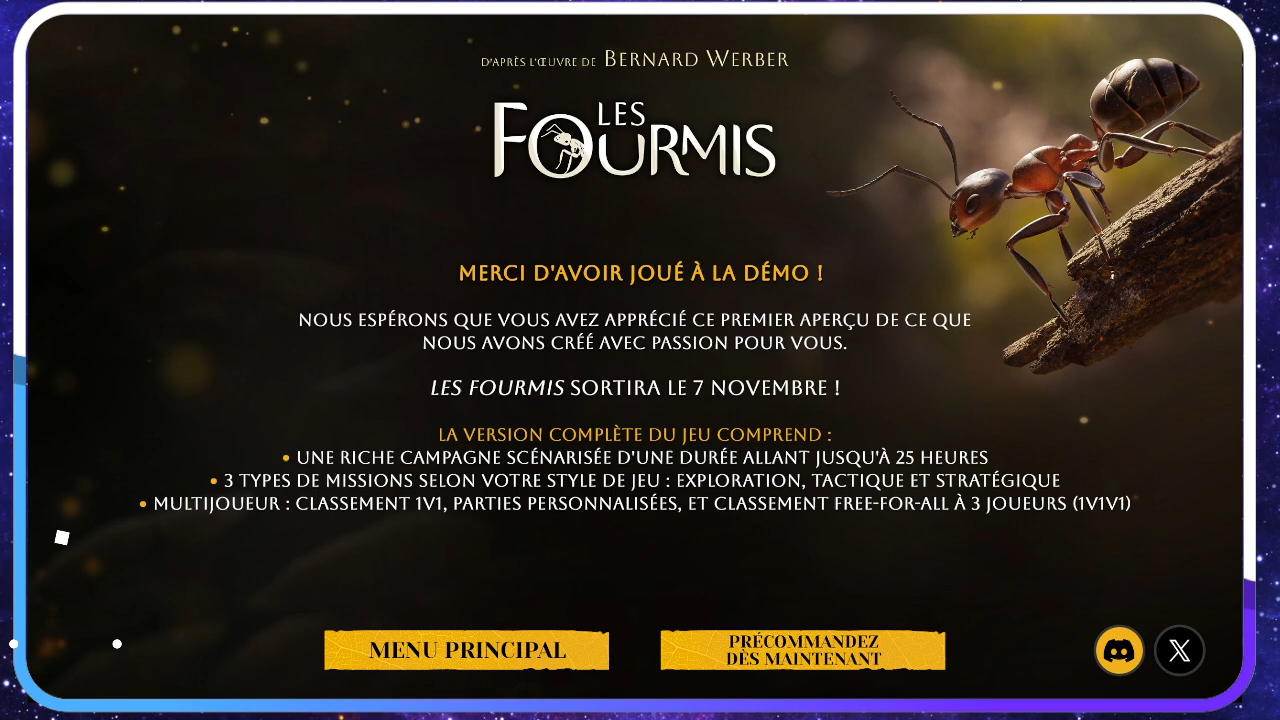 D'APRÈS L'ŒUVRE DE BERNARD WERBER
LES
FOURMIS
MERCI D'AVOIR JOUÉ À LA DÉMO !
NOUS ESPÉRONS QUE VOUS AVEZ APPRÉCIÉ CE PREMIER APERÇU DE CE QUE
NOUS AVONS CRÉÉ AVEC PASSION POUR VOUS.
LES FOURMIS SORTIRA LE 7 NOVEMBRE !
LA VERSION COMPLÈTE DU JEU COMPREND :
• UNE RICHE CAMPAGNE SCÉNARISÉE D'UNE DURÉE ALLANT JUSQU'À 25 HEURES
• 3 TYPES DE MISSIONS SELON VOTRE STYLE DE JEU : EXPLORATION, TACTIQUE ET STRATÉGIQUE
• MULTIJOUEUR : CLASSEMENT 1V1, PARTIES PERSONNALISÉES, ET CLASSEMENT FREE-FOR-ALL À 3 JOUEURS (1V1V1)
MENU PRINCIPAL
PRÉCOMMANDEZ
DÈS MAINTENANT